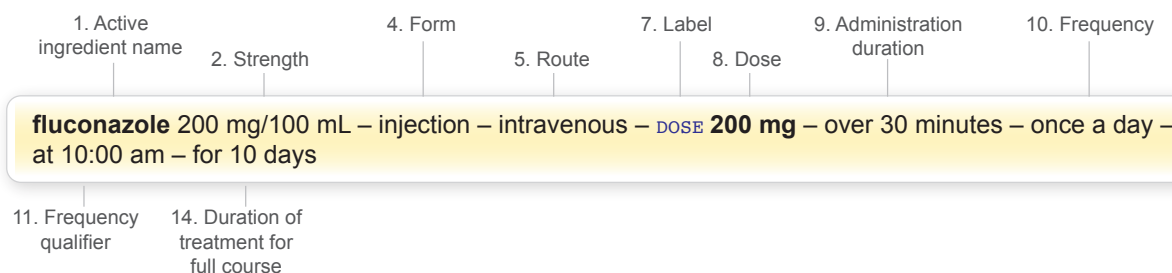 1. Active
ingredient name
2. Strength
4. Form
5. Route
7. Label
8. Dose
9. Administration
duration
10. Frequency
fluconazole 200 mg/100 mL – injection – intravenous – DOSE 200 mg – over 30 minutes – once a day –
at 10:00 am – for 10 days
11. Frequency
qualifier
14. Duration of
treatment for
full course